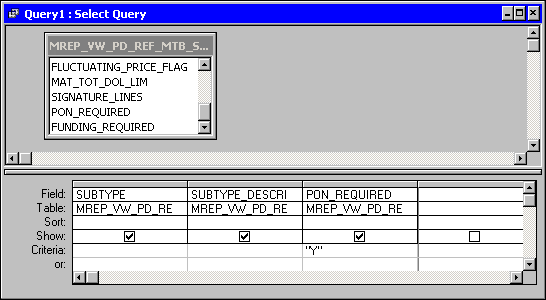 Query1 : Select Query
MREP_VW_PD_REF_MTB_S...
FLUCTUATING_PRICE_FLAG
MAT_TOT_DOL_LIM
SIGNATURE_LINES
PON_REQUIRED
FUNDING_REQUIRED
Field: SUBTYPE SUBTYPE_DESCRI PON_REQUIRED
Table: MREP_VW_PD_RE MREP_VW_PD_RE MREP_VW_PD_RE
Sort:
Show:
Criteria: "Y"
or: